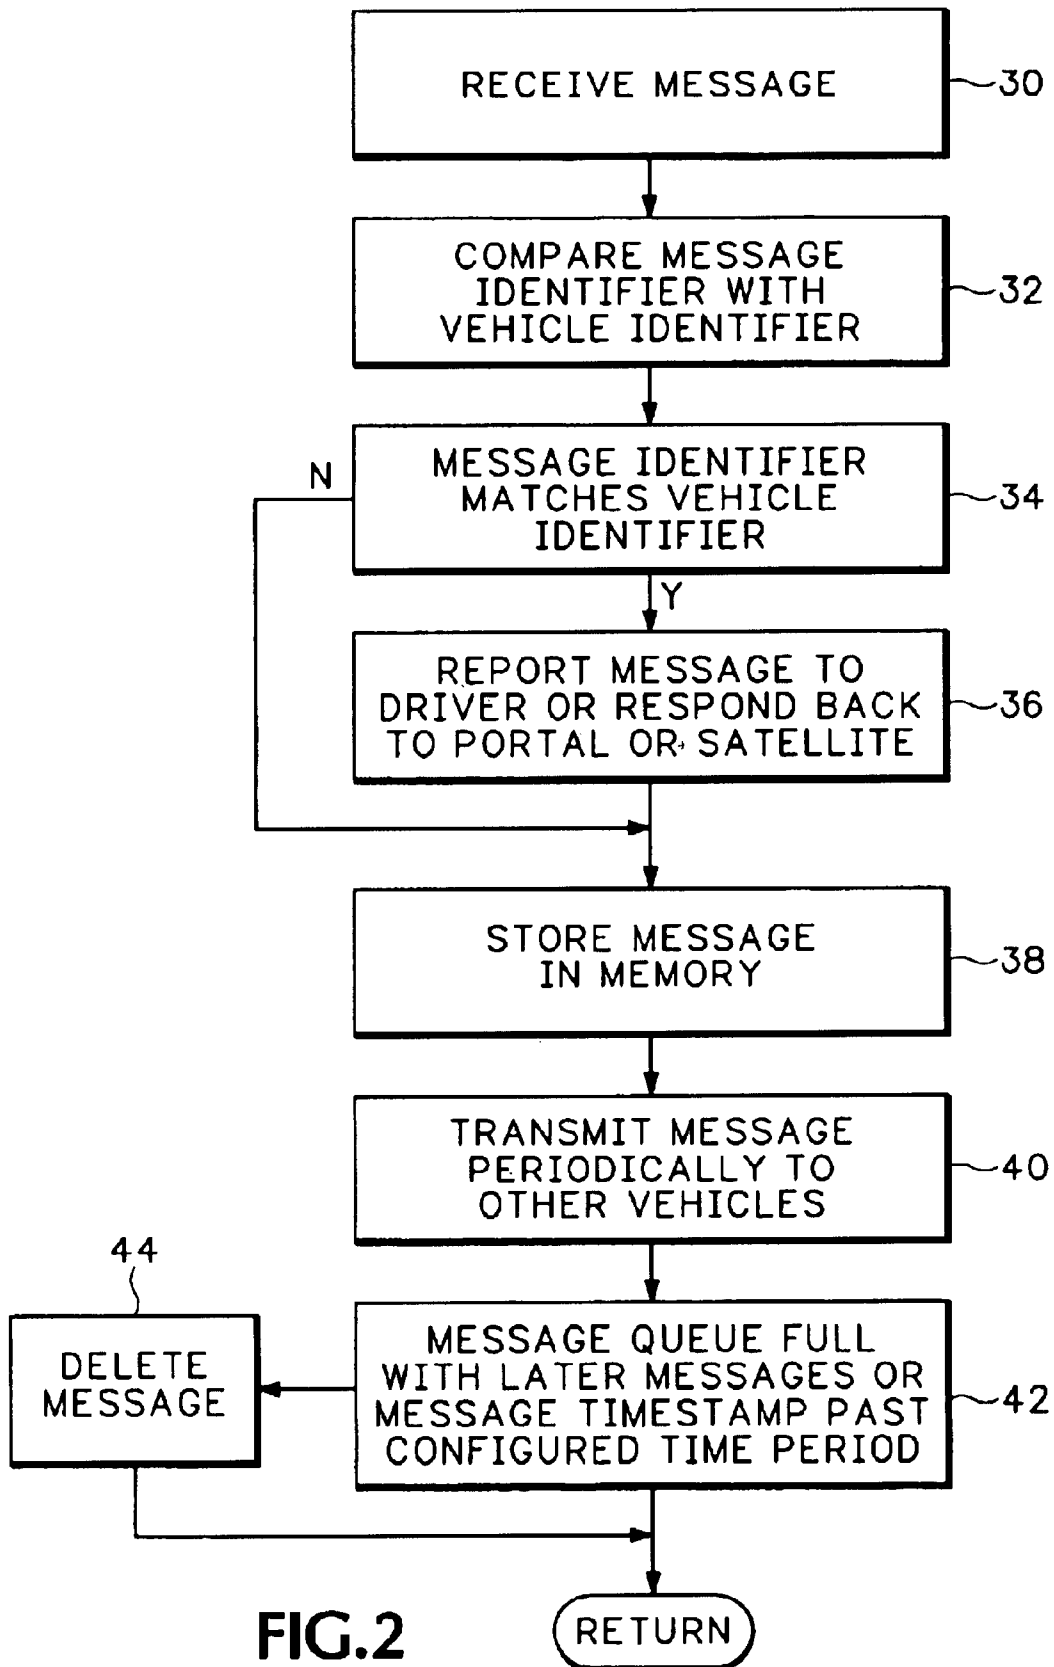 RECEIVE MESSAGE
30
COMPARE MESSAGE
IDENTIFIER WITH
VEHICLE IDENTIFIER
32
N
MESSAGE IDENTIFIER
MATCHES VEHICLE
IDENTIFIER
34
Y
REPORT MESSAGE TO
DRIVER OR RESPOND BACK
TO PORTAL OR SATELLITE
36
STORE MESSAGE
IN MEMORY
38
TRANSMIT MESSAGE
PERIODICALLY TO
OTHER VEHICLES
40
44
DELETE
MESSAGE
MESSAGE QUEUE FULL
WITH LATER MESSAGES OR
MESSAGE TIMESTAMP PAST
CONFIGURED TIME PERIOD
42
FIG.2
RETURN